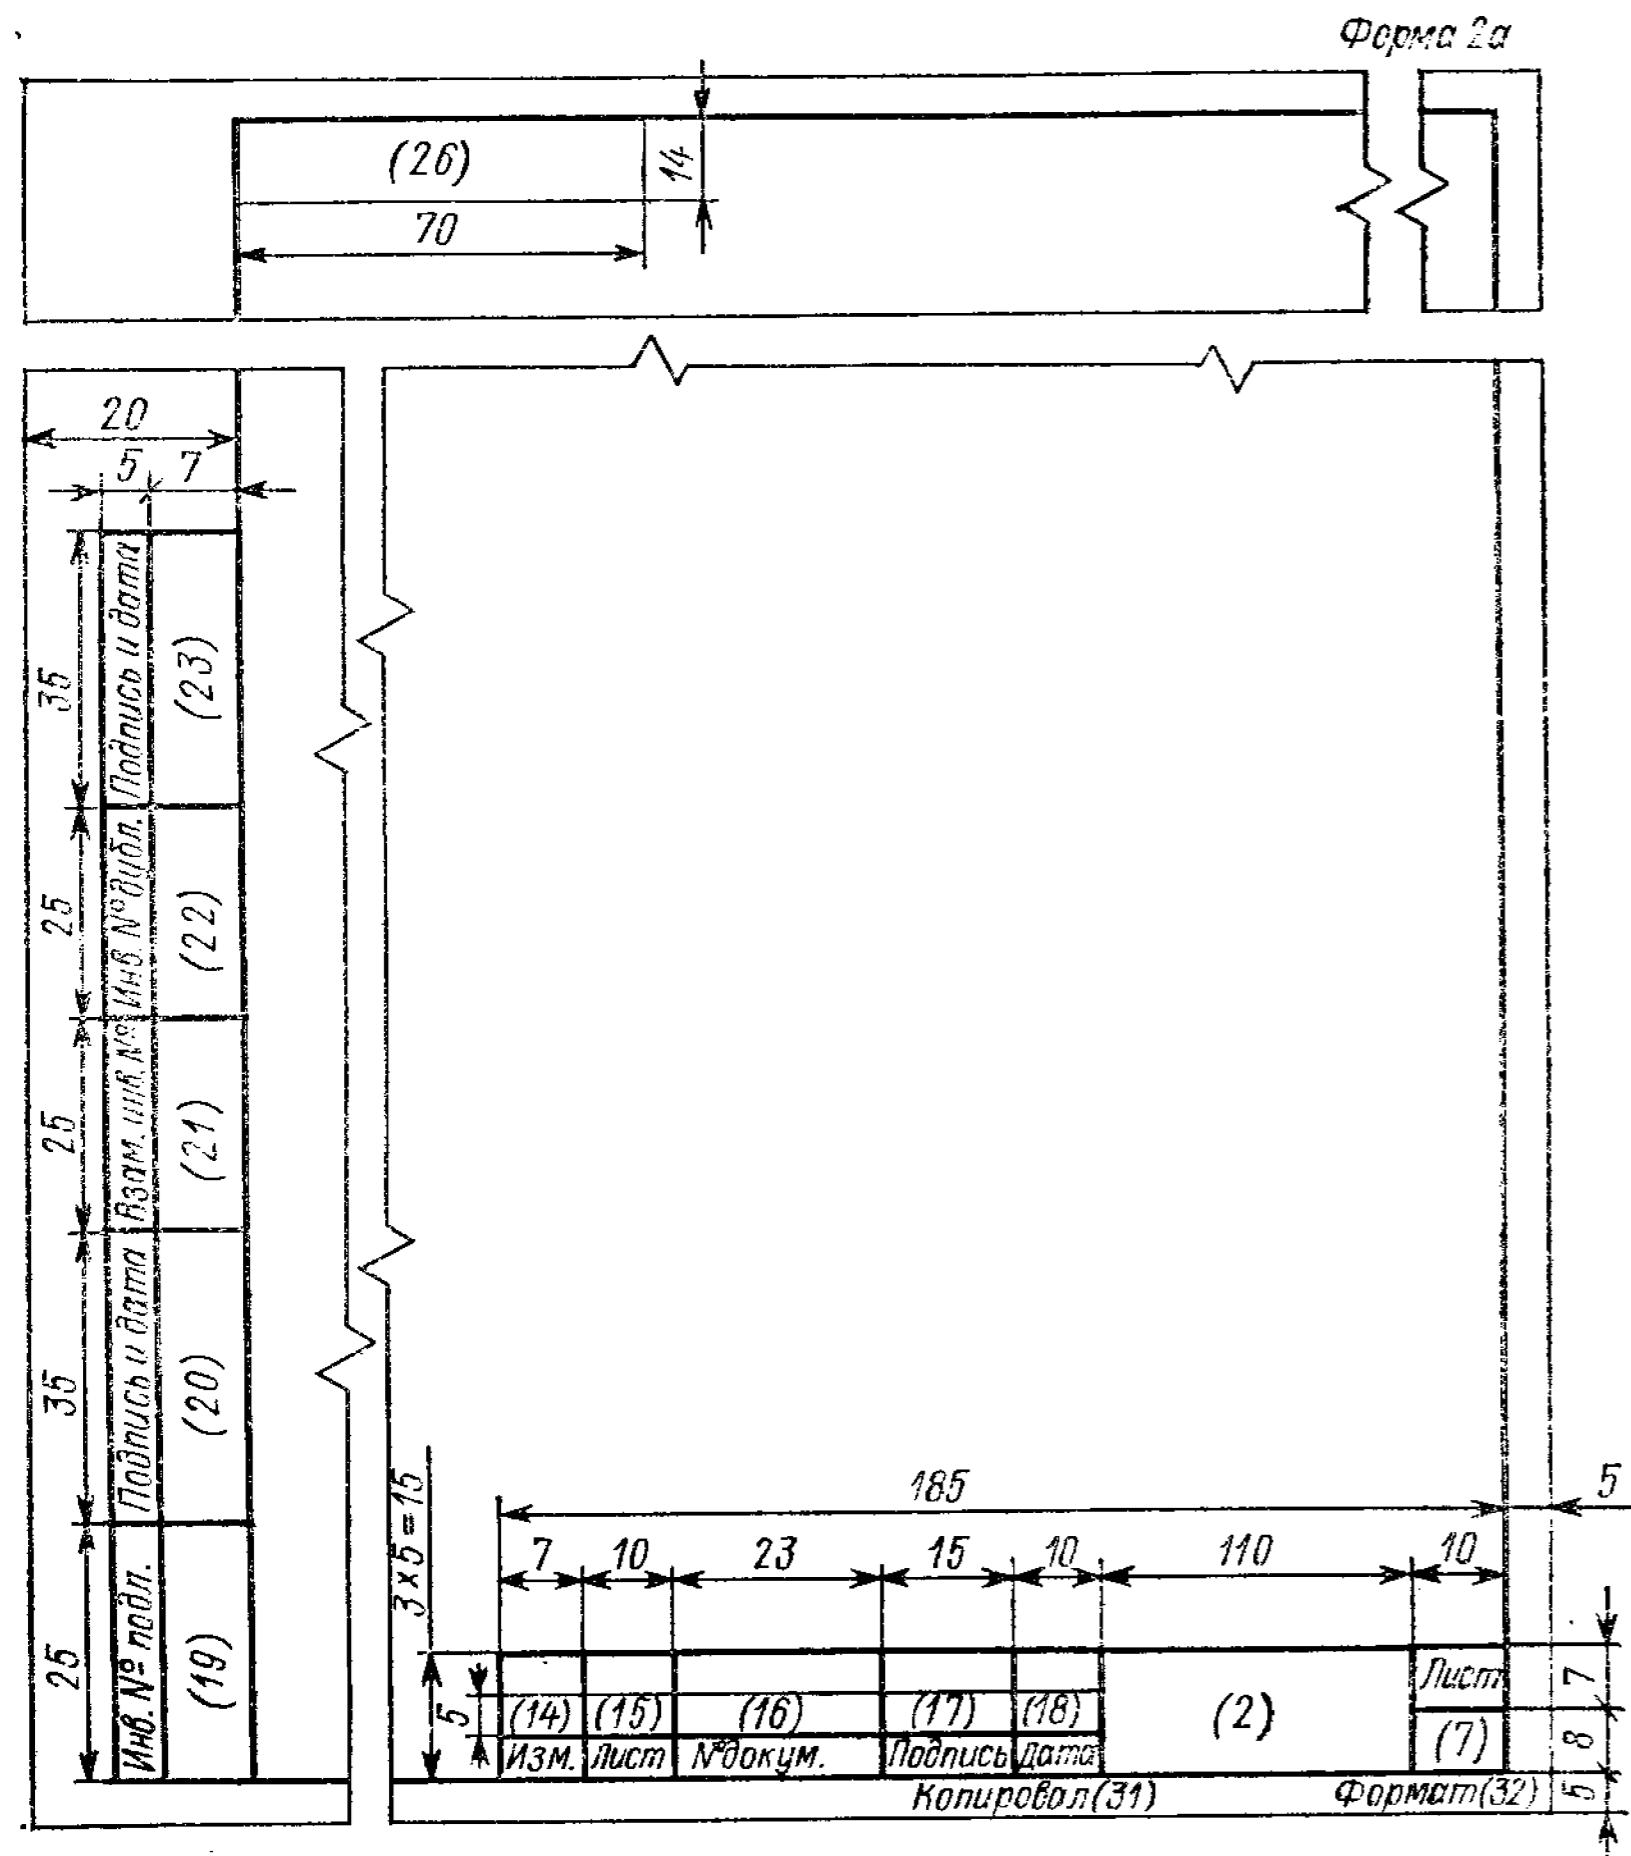 Форма 2а
(26)
14
70
20
5 7
35
Подпись и дата
(23)
25
Инв. № дубл.
(22)
25
Взам. инв. №
(21)
35
Подпись и дата
(20)
25
Инв. № подл.
(19)
3×5=15
185
5
7 10 23 15 10 110 10
5
(14) (15) (16) (17) (18)
Изм. Лист № докум. Подпись Дата
(2)
Лист
(7)
7
8
5
Копировал (31) Формат (32)